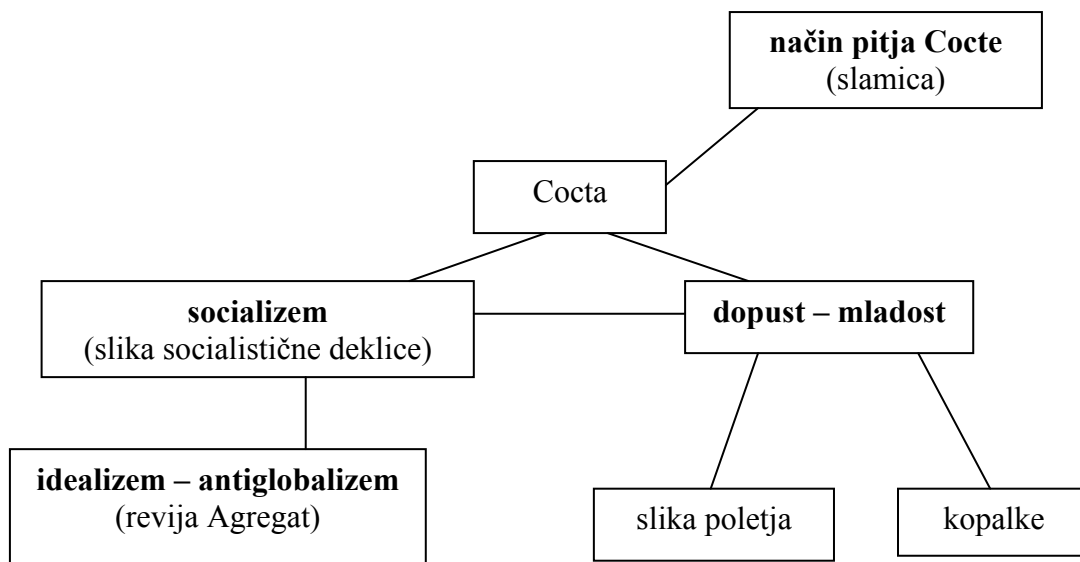 način pitja Cocte
(slamica)
Cocta
socializem
(slika socialistične deklice)
dopust – mladost
idealizem – antiglobalizem
(revija Agregat)
slika poletja
kopalke